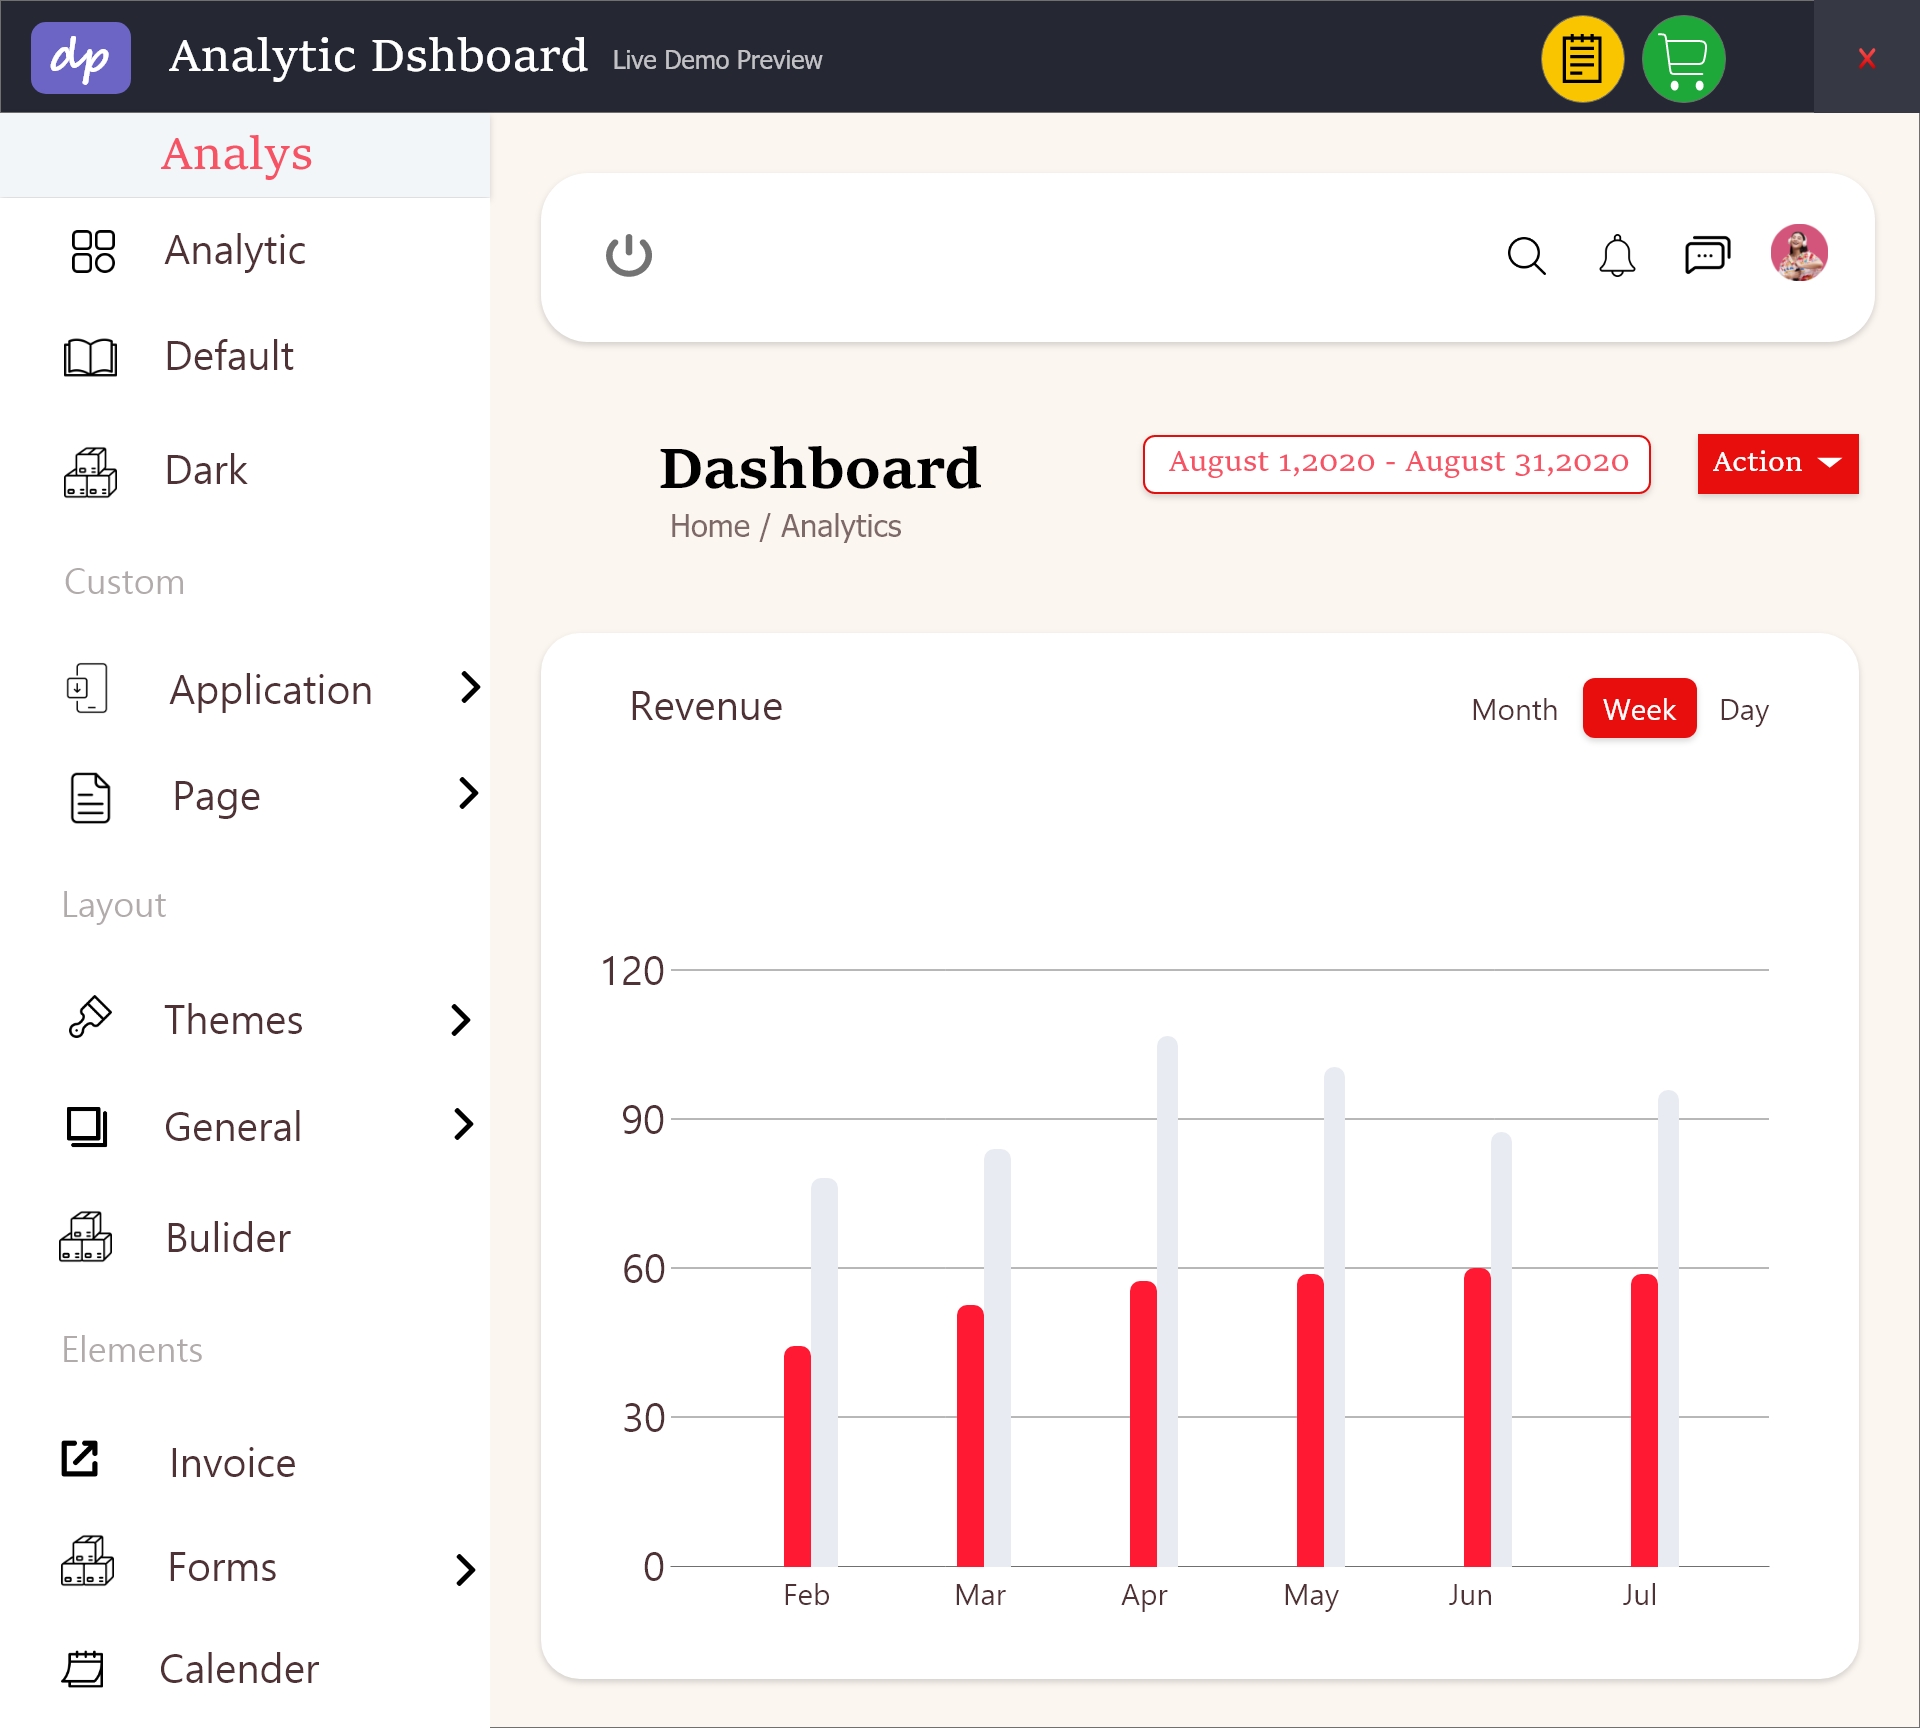 dp Analytic Dshboard Live Demo Preview X
Analys
Analytic
Default
Dark
Custom
Application
Page
Layout
Themes
General
Bulider
Elements
Invoice
Forms
Calender
Dashboard
Home / Analytics
August 1,2020 - August 31,2020
Action
Revenue
Month Week Day
120
90
60
30
0
Feb Mar Apr May Jun Jul